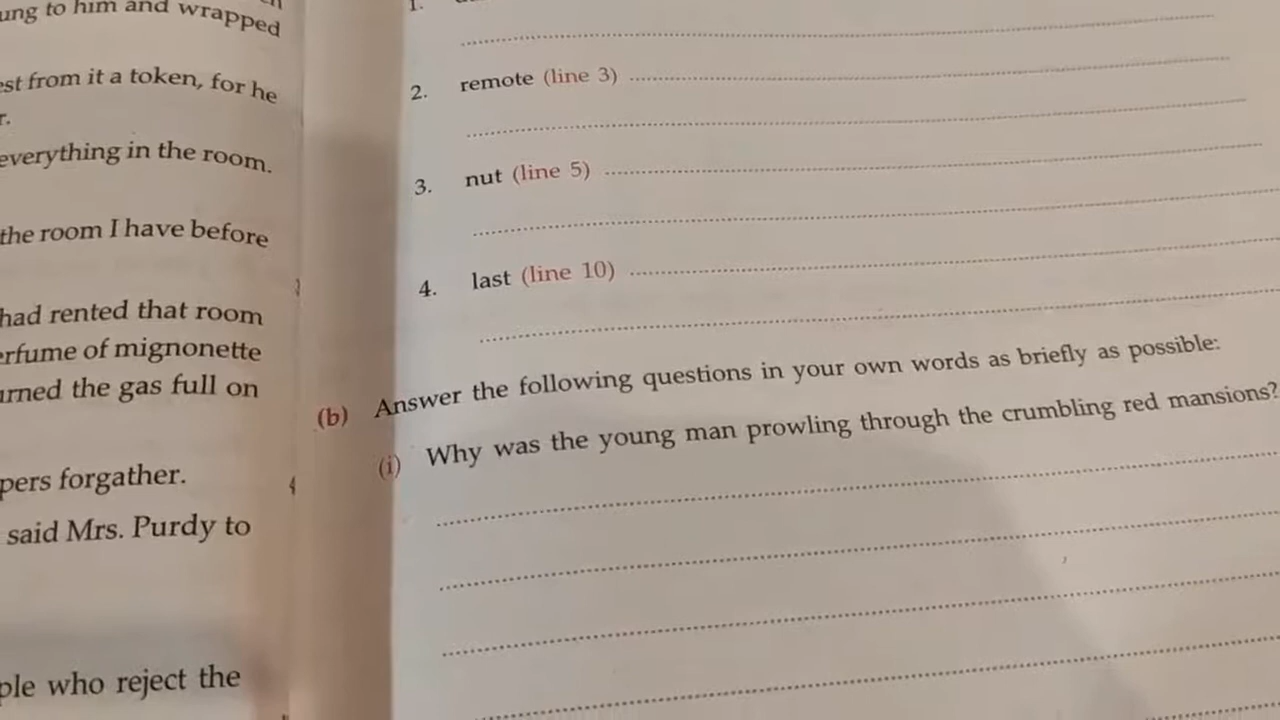 ung to him and wrapped
est from it a token, for he
r.
everything in the room.
the room I have before
had rented that room
erfume of mignonette
urned the gas full on
pers forgather.
said Mrs. Purdy to
ple who reject the
1.
2. remote (line 3)
3. nut (line 5)
4. last (line 10)
(b) Answer the following questions in your own words as briefly as possible:
(i) Why was the young man prowling through the crumbling red mansions?